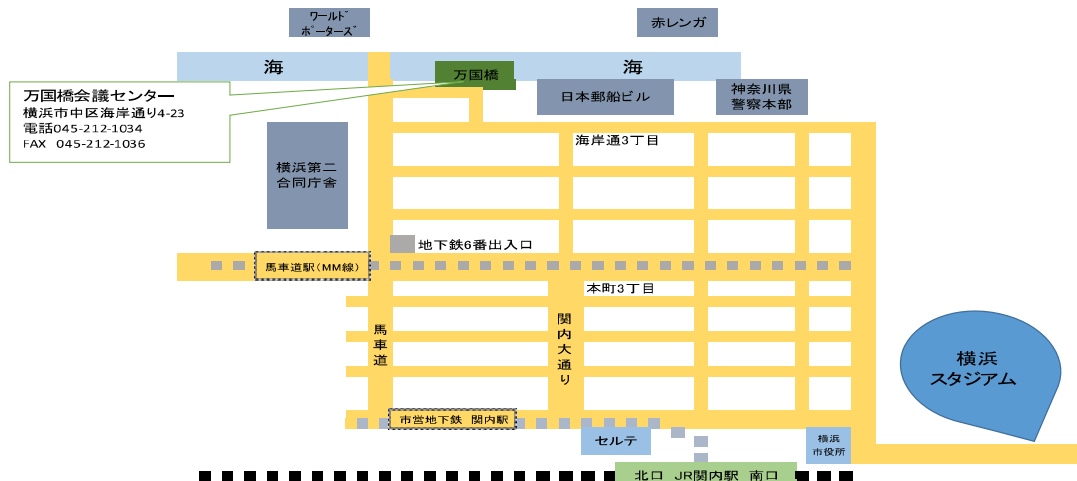 ワールド
ポーターズ
赤レンガ
海
海
万国橋
万国橋会議センター
横浜市中区海岸通り4-23
電話045-212-1034
FAX 045-212-1036
日本郵船ビル
神奈川県
警察本部
海岸通3丁目
横浜第二
合同庁舎
地下鉄6番出入口
馬車道駅(MM線)
本町3丁目
馬車道
関内大通り
横浜
スタジアム
市営地下鉄 関内駅
セルテ
横浜
市役所
北口 JR関内駅 南口